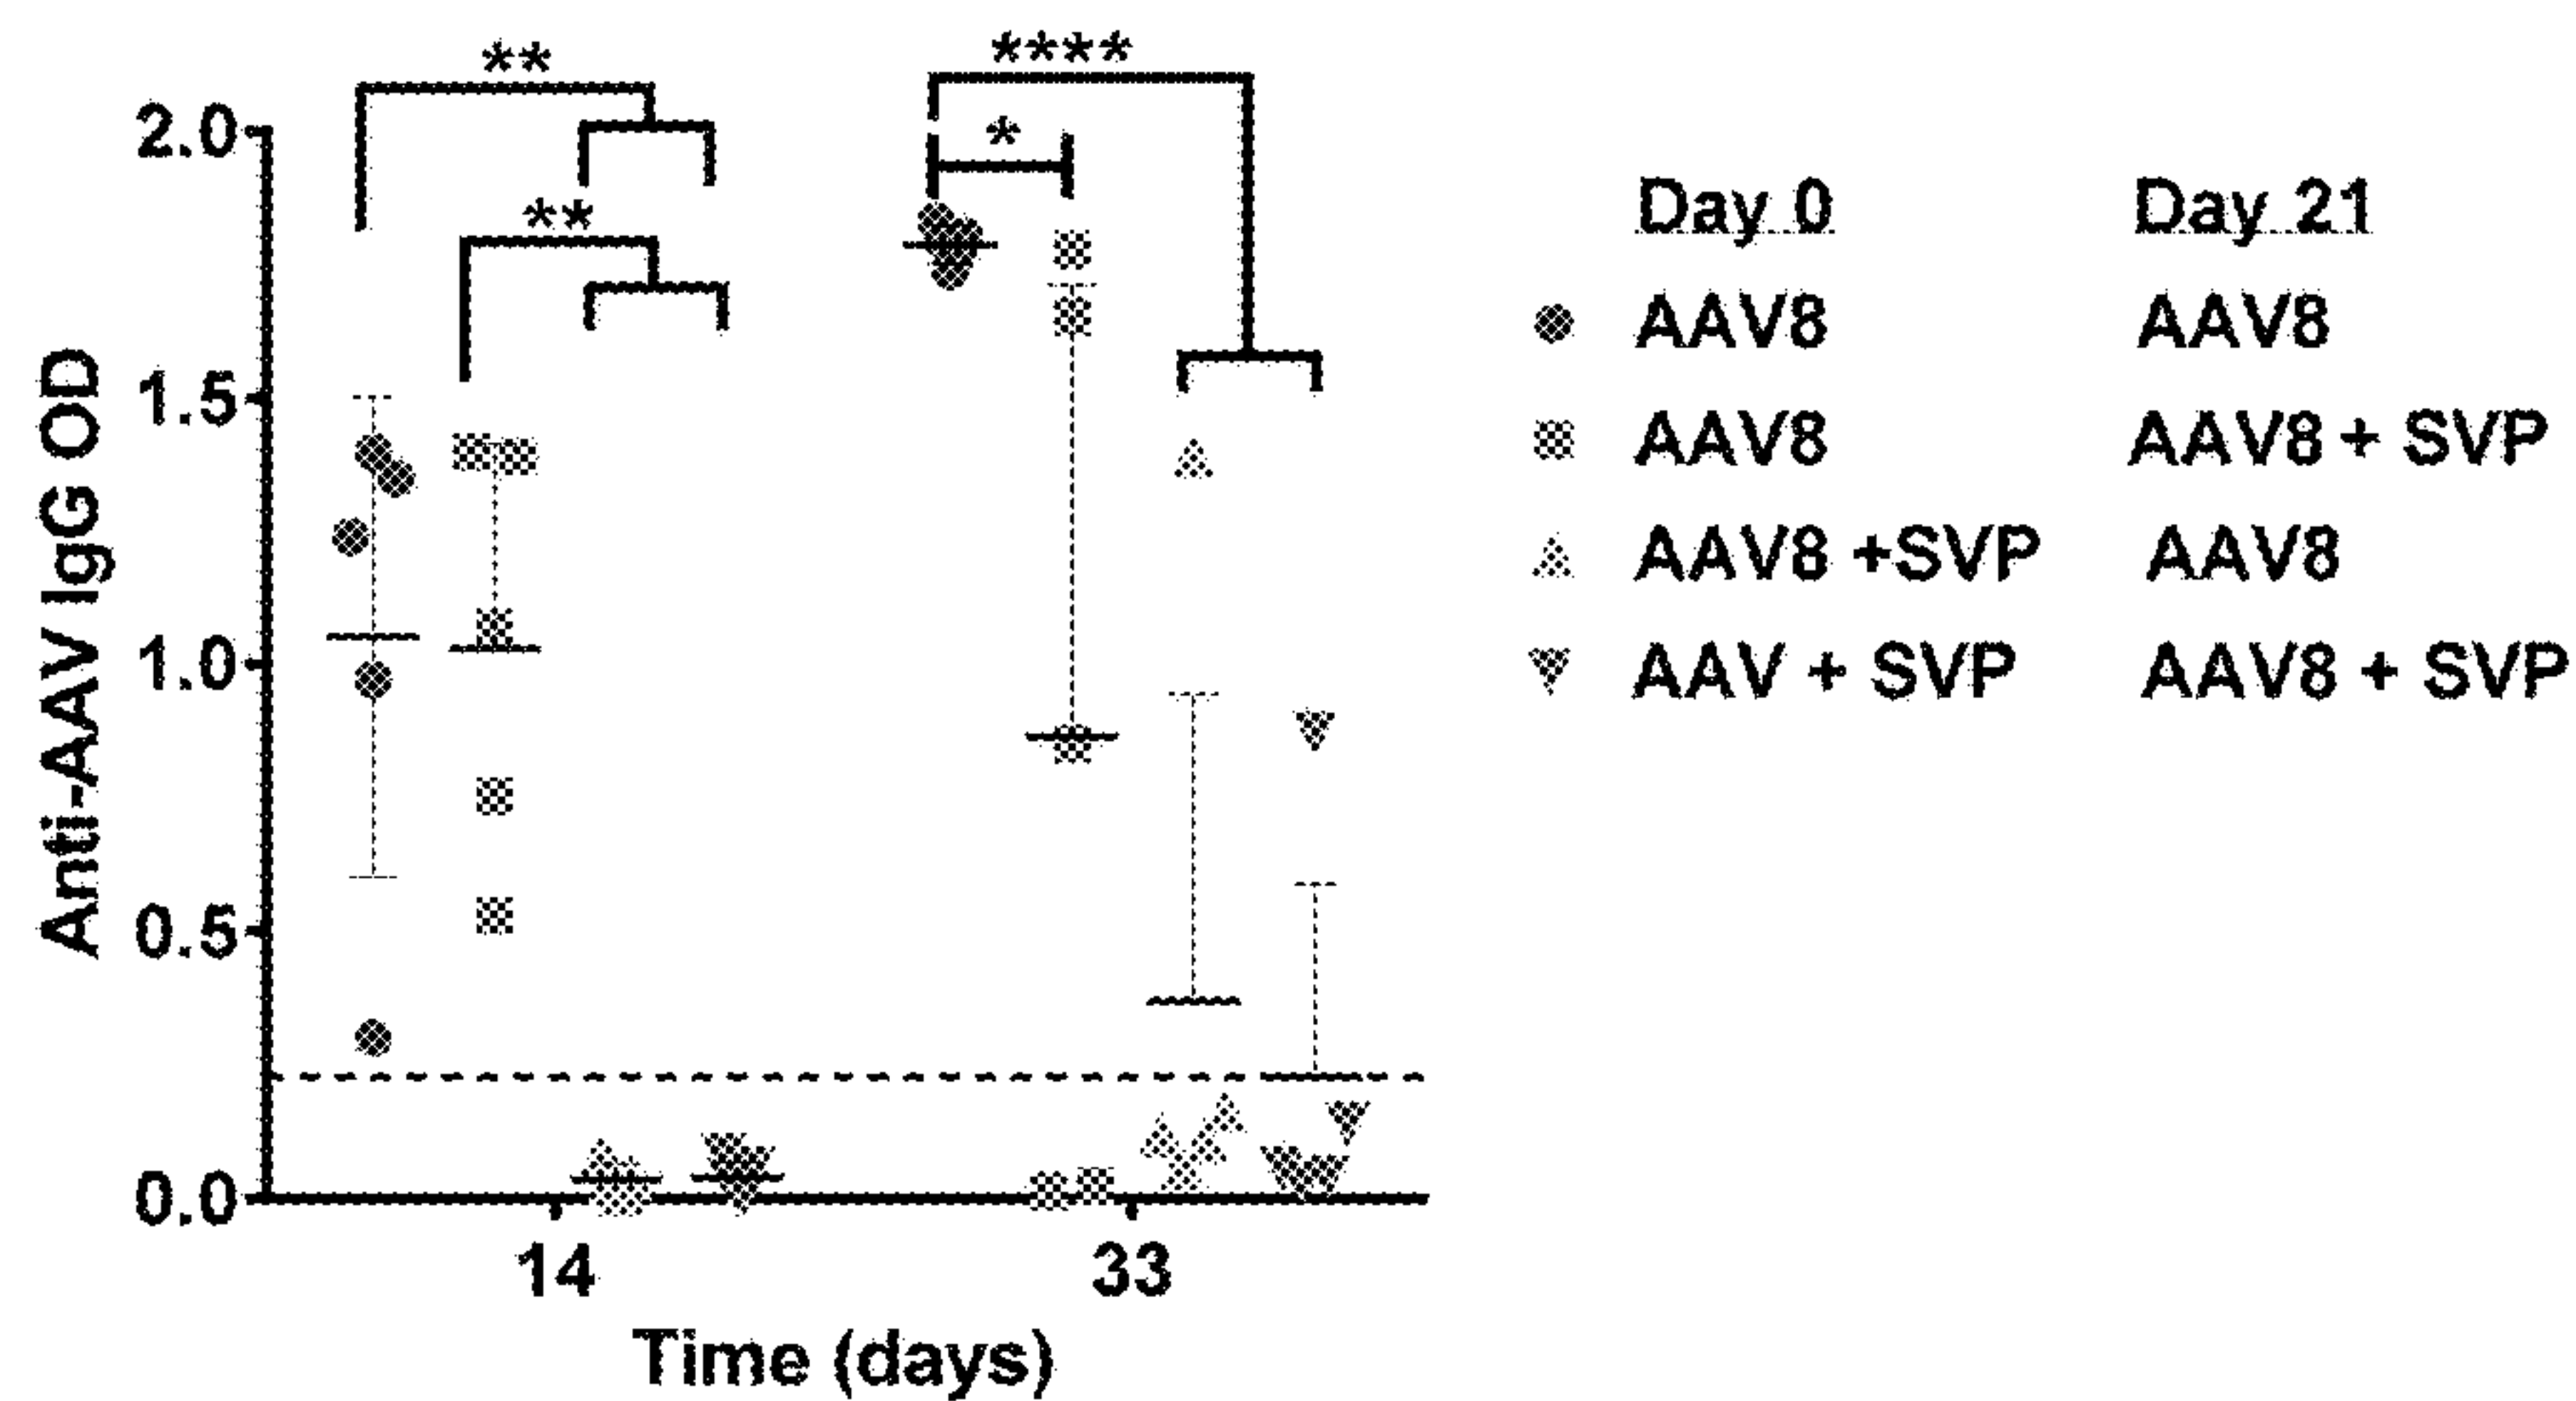 **
****
2.0
*
**
Day 0 Day 21
AAV8 AAV8
1.5
AAV8 AAV8 + SVP
AAV8 +SVP AAV8
1.0
AAV + SVP AAV8 + SVP
0.5
0.0
14 33
Time (days)
Anti-AAV IgG OD